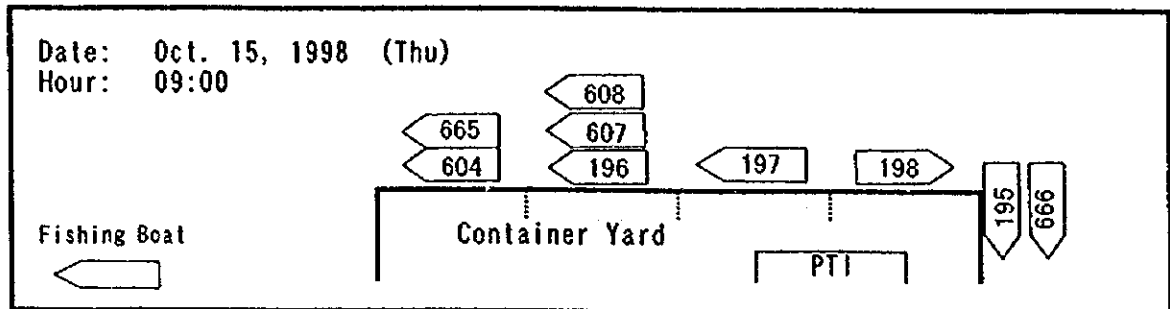 Date: Oct. 15, 1998 (Thu)
Hour: 09:00
608
665 607
604 196 197 198
195 666
Fishing Boat
Container Yard
PTI